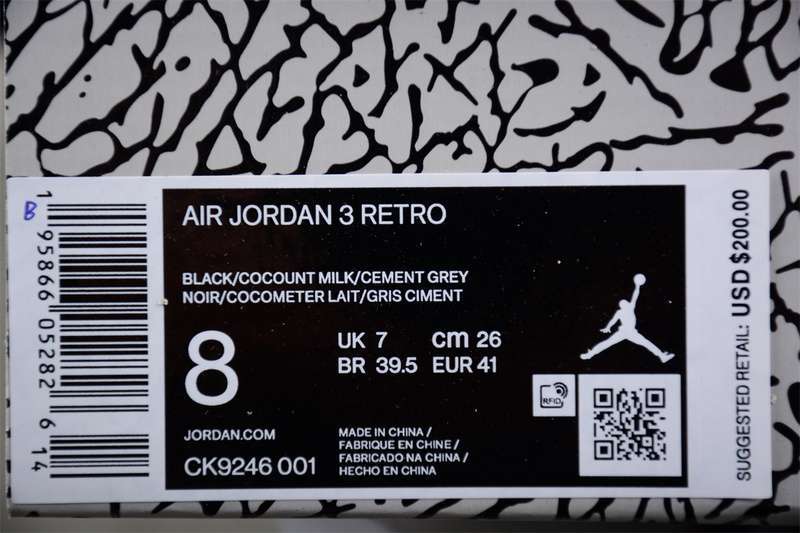 AIR JORDAN 3 RETRO
BLACK/COCOUNT MILK/CEMENT GREY
NOIR/COCOMETER LAIT/GRIS CIMENT
8
UK 7
cm 26
BR 39.5
EUR 41
JORDAN.COM
CK9246 001
MADE IN CHINA /
FABRIQUE EN CHINE /
FABRICADO NA CHINA /
HECHO EN CHINA
RFID
SUGGESTED RETAIL: USD $200.00
B
1 95866 05282 6 14